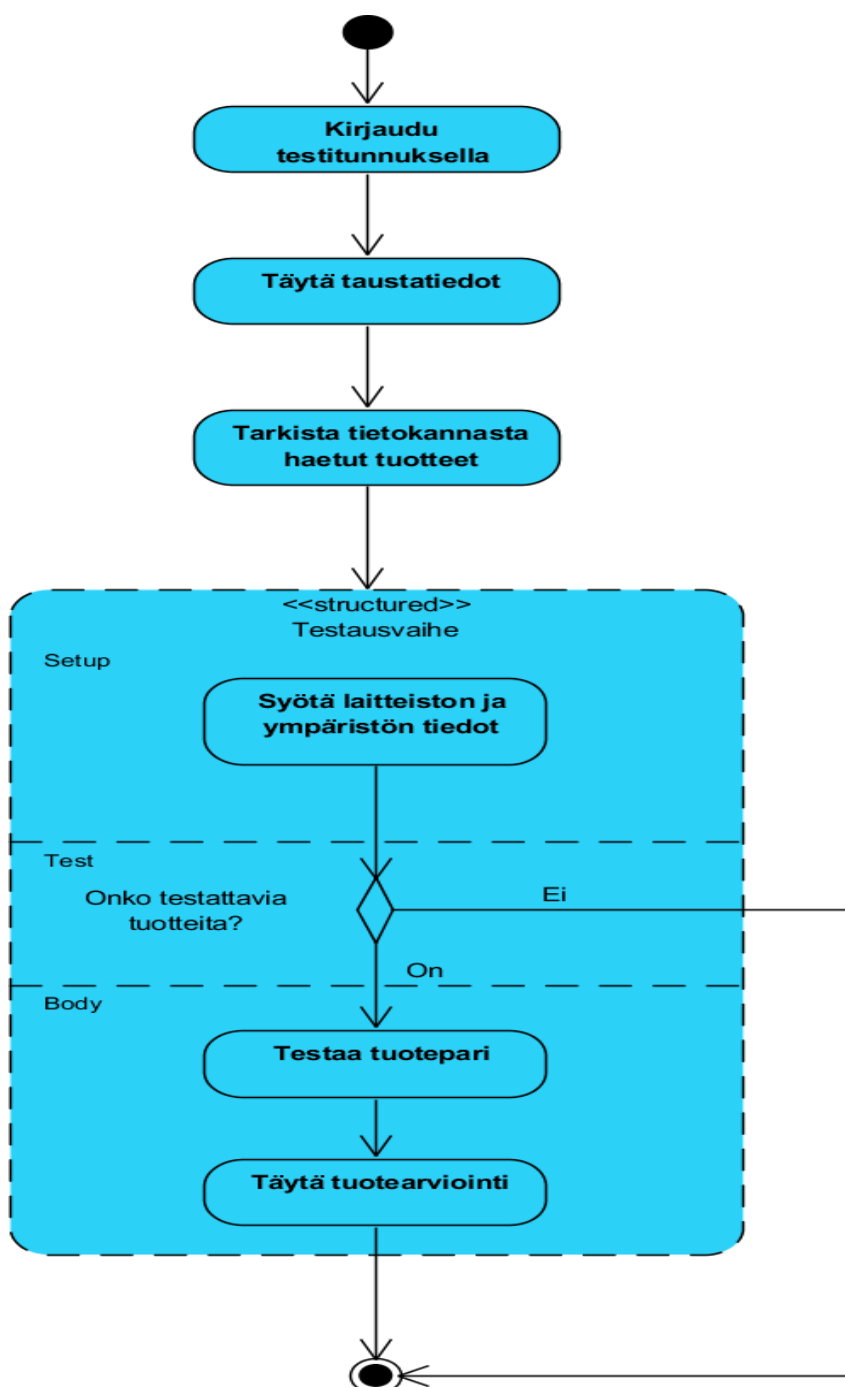 Kirjaudu
testitunnuksella
Täytä taustatiedot
Tarkista tietokannasta
haetut tuotteet
<<structured>>
Testausvaihe
Setup
Syötä laitteiston ja
ympäristön tiedot
Test
Onko testattavia
tuotteita?
Ei
On
Body
Testaa tuotepari
Täytä tuotearviointi